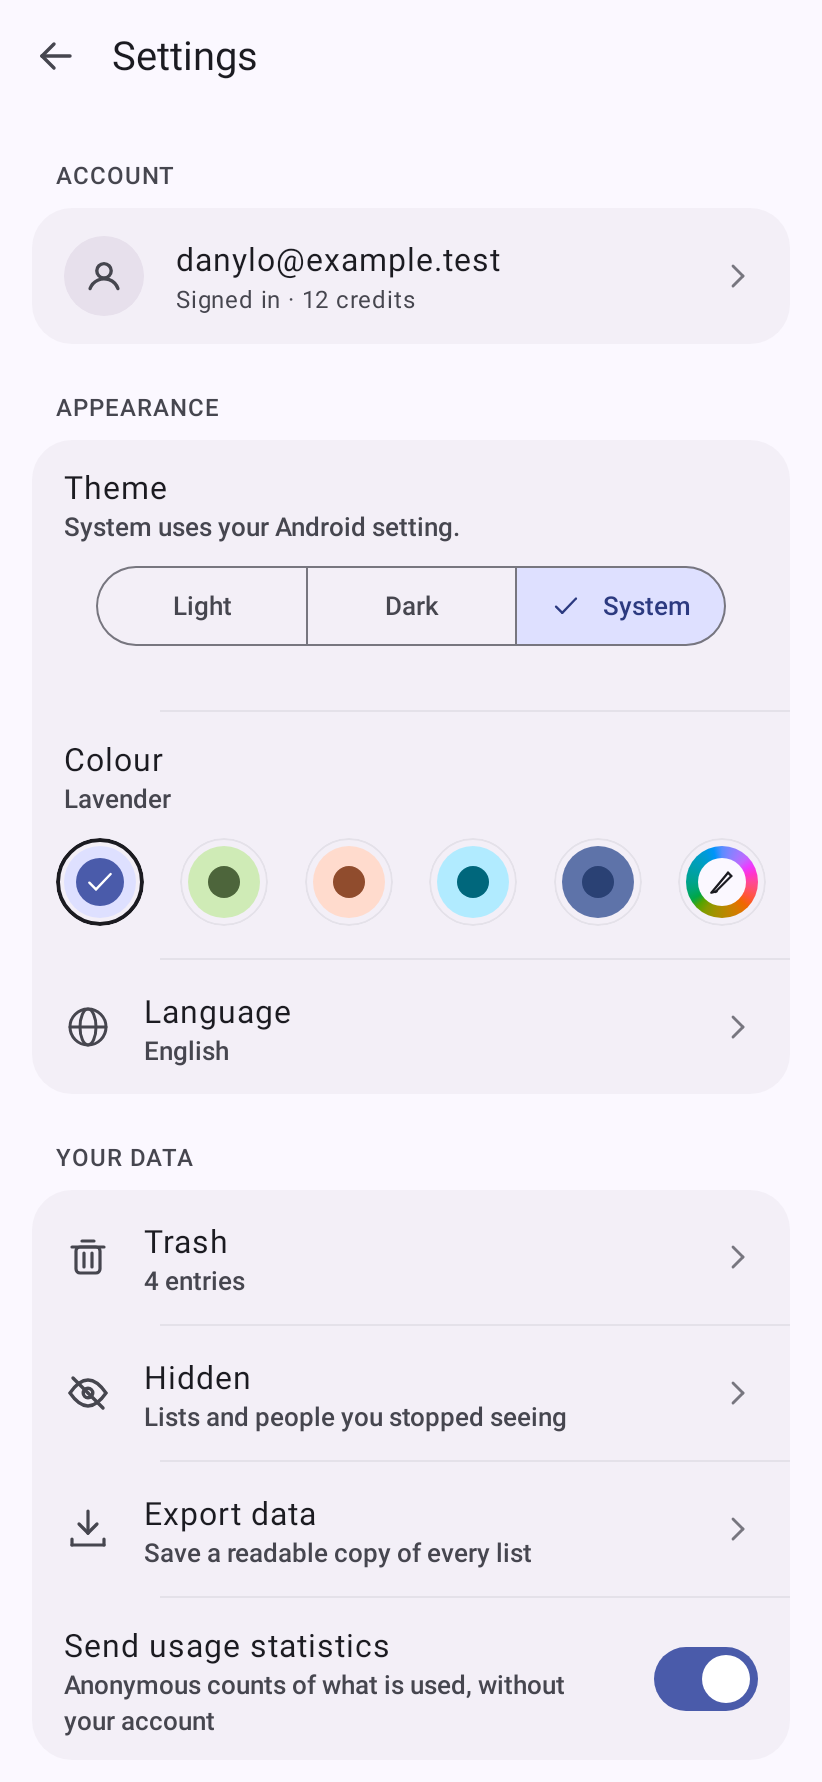 Settings
ACCOUNT
danylo@example.test
Signed in · 12 credits
APPEARANCE
Theme
System uses your Android setting.
Light
Dark
System
Colour
Lavender
Language
English
YOUR DATA
Trash
4 entries
Hidden
Lists and people you stopped seeing
Export data
Save a readable copy of every list
Send usage statistics
Anonymous counts of what is used, without
your account